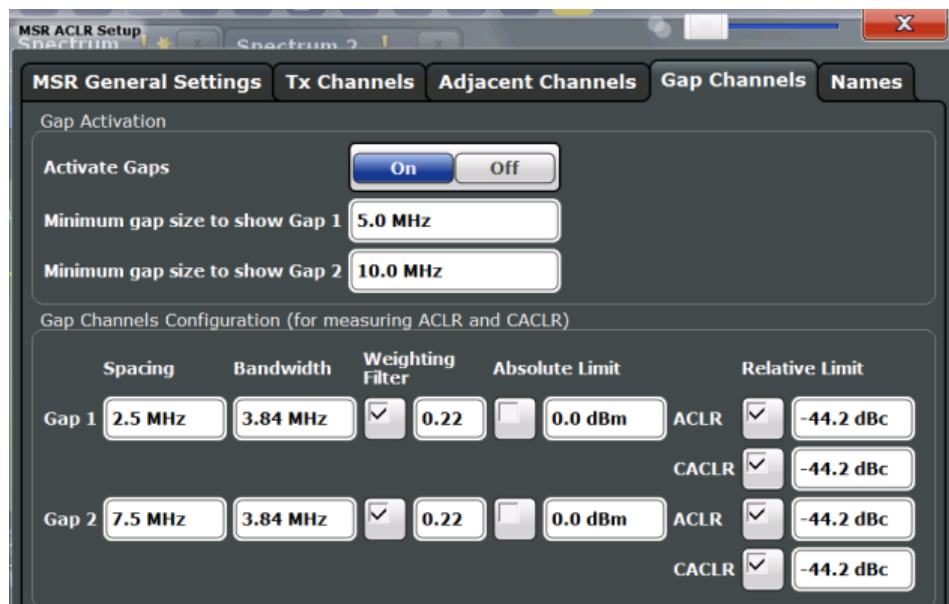 MSR ACLR Setup
X
Spectrum ! x Spectrum 2 ! x
MSR General Settings Tx Channels Adjacent Channels Gap Channels Names
Gap Activation
Activate Gaps On Off
Minimum gap size to show Gap 1 5.0 MHz
Minimum gap size to show Gap 2 10.0 MHz
Gap Channels Configuration (for measuring ACLR and CACLR)
Spacing Bandwidth Weighting Filter Absolute Limit Relative Limit
Gap 1 2.5 MHz 3.84 MHz 0.22 0.0 dBm ACLR -44.2 dBc
CACLR -44.2 dBc
Gap 2 7.5 MHz 3.84 MHz 0.22 0.0 dBm ACLR -44.2 dBc
CACLR -44.2 dBc